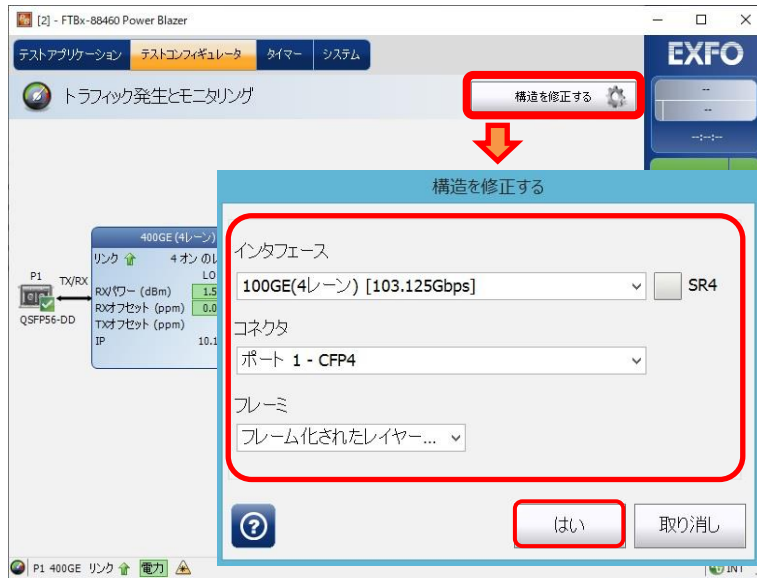 [2] - FTBx-88460 Power Blazer
テストアプリケーション テストコンフィギュレータ タイマー システム
EXFO
トラフィック発生とモニタリング
構造を修正する
--
--
--:--:--
構造を修正する
400GE (4レーン)
リンク 4 オン のレ
LO
P1 TX/RX
RXパワー (dBm) 1.5
RXオフセット (ppm) 0.0
QSFP56-DD
TXオフセット (ppm)
IP 10.1
インタフェース
100GE(4レーン) [103.125Gbps] SR4
コネクタ
ポート 1 - CFP4
フレーミ
フレーム化されたレイヤー...
? はい 取り消し
P1 400GE リンク 電力 INT